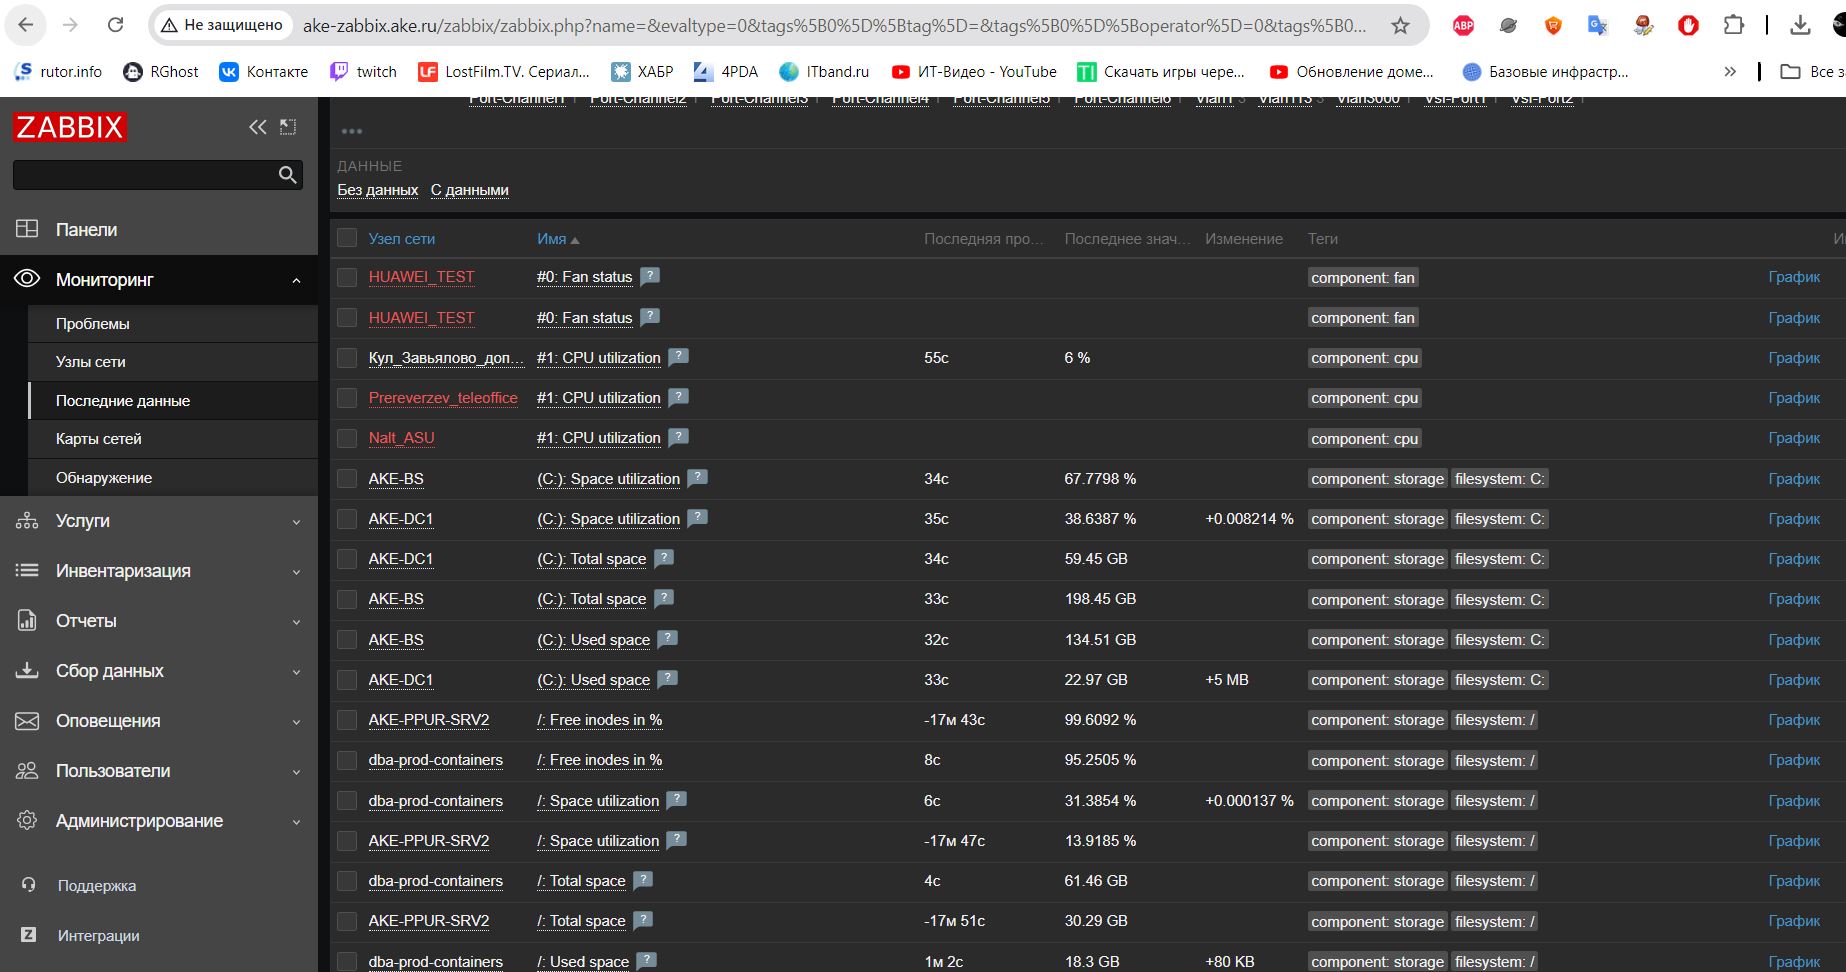 Не защищено ake-zabbix.ake.ru/zabbix/zabbix.php?name=&evaltype=0&tags%5B0%5D%5Btag%5D=&tags%5B0%5D%5Boperator%5D=0&tags%5B0... ABP
rutor.info RGhost Контакте twitch LostFilm.TV. Сериал... ХАБР 4PDA ITband.ru ИТ-Видео - YouTube Скачать игры чере... Обновление доме... Базовые инфрастр... » Все
Port-Channel1 Port-Channel2 Port-Channel3 Port-Channel4 Port-Channel5 Port-Channel6 Vlan1 3 Vlan113 3 Vlan3000 Vsi-Port1 Vsi-Port2
ZABBIX
ДАННЫЕ
Без данных С данными
Панели
Мониторинг
Проблемы
Узлы сети
Последние данные
Карты сетей
Обнаружение
Услуги
Инвентаризация
Отчеты
Сбор данных
Оповещения
Пользователи
Администрирование
Поддержка
Z Интеграции
Узел сети Имя Последняя про... Последнее знач... Изменение Теги
HUAWEI_TEST #0: Fan status ? component: fan График
HUAWEI_TEST #0: Fan status ? component: fan График
Кул_Завьялово_доп... #1: CPU utilization ? 55с 6 % component: cpu График
Prereverzev_teleoffice #1: CPU utilization ? component: cpu График
Nalt_ASU #1: CPU utilization ? component: cpu График
AKE-BS (C:): Space utilization ? 34с 67.7798 % component: storage filesystem: C: График
AKE-DC1 (C:): Space utilization ? 35с 38.6387 % +0.008214 % component: storage filesystem: C: График
AKE-DC1 (C:): Total space ? 34с 59.45 GB component: storage filesystem: C: График
AKE-BS (C:): Total space ? 33с 198.45 GB component: storage filesystem: C: График
AKE-BS (C:): Used space ? 32с 134.51 GB component: storage filesystem: C: График
AKE-DC1 (C:): Used space ? 33с 22.97 GB +5 MB component: storage filesystem: C: График
AKE-PPUR-SRV2 /: Free inodes in % -17м 43с 99.6092 % component: storage filesystem: / График
dba-prod-containers /: Free inodes in % 8с 95.2505 % component: storage filesystem: / График
dba-prod-containers /: Space utilization ? 6с 31.3854 % +0.000137 % component: storage filesystem: / График
AKE-PPUR-SRV2 /: Space utilization ? -17м 47с 13.9185 % component: storage filesystem: / График
dba-prod-containers /: Total space ? 4с 61.46 GB component: storage filesystem: / График
AKE-PPUR-SRV2 /: Total space ? -17м 51с 30.29 GB component: storage filesystem: / График
dba-prod-containers /: Used space ? 1м 2с 18.3 GB +80 KB component: storage filesystem: / График